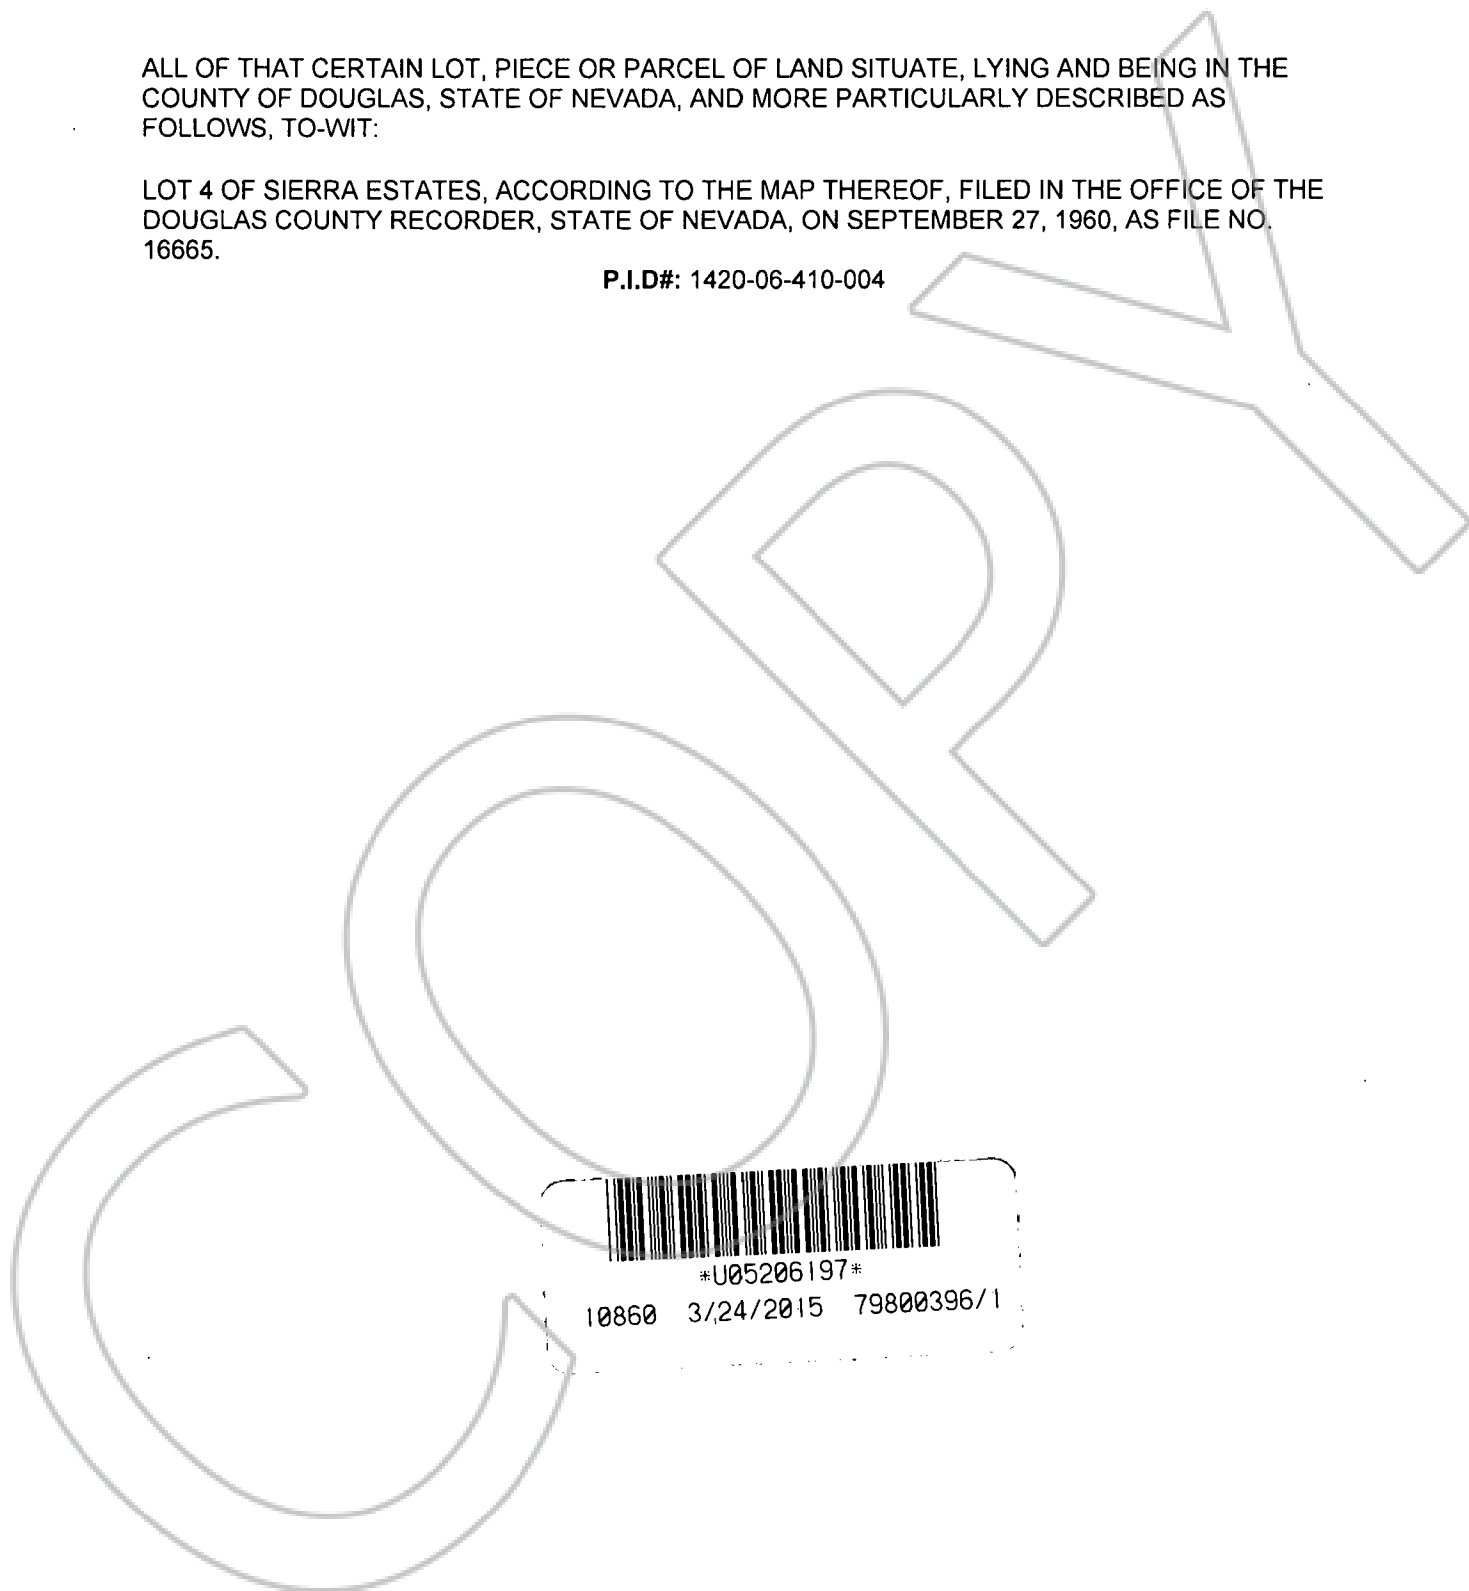 ALL OF THAT CERTAIN LOT, PIECE OR PARCEL OF LAND SITUATE, LYING AND BEING IN THE
COUNTY OF DOUGLAS, STATE OF NEVADA, AND MORE PARTICULARLY DESCRIBED AS
FOLLOWS, TO-WIT:
LOT 4 OF SIERRA ESTATES, ACCORDING TO THE MAP THEREOF, FILED IN THE OFFICE OF THE
DOUGLAS COUNTY RECORDER, STATE OF NEVADA, ON SEPTEMBER 27, 1960, AS FILE NO.
16665.
P.I.D#: 1420-06-410-004
COPY
*U05206197*
10860 3/24/2015 79800396/1